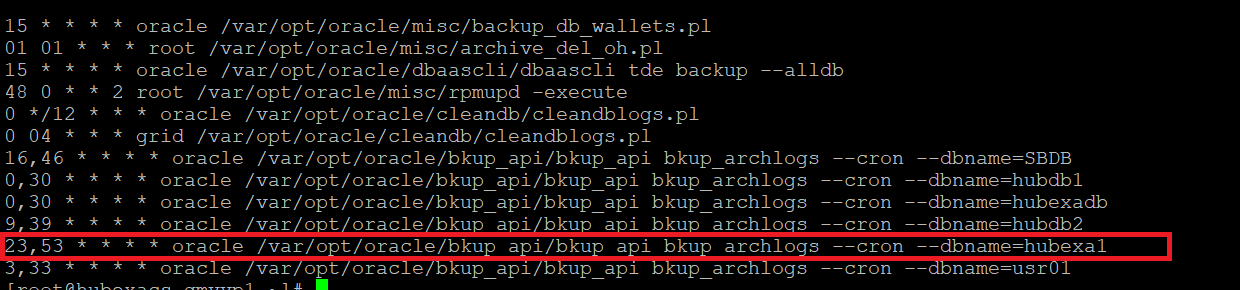 15 * * * * oracle /var/opt/oracle/misc/backup_db_wallets.pl
01 01 * * * root /var/opt/oracle/misc/archive_del_oh.pl
15 * * * * oracle /var/opt/oracle/dbaascli/dbaascli tde backup --alldb
48 0 * * 2 root /var/opt/oracle/misc/rpmupd -execute
0 */12 * * * oracle /var/opt/oracle/cleandb/cleandblogs.pl
0 04 * * * grid /var/opt/oracle/cleandb/cleandblogs.pl
16,46 * * * * oracle /var/opt/oracle/bkup_api/bkup_api bkup_archlogs --cron --dbname=SBDB
0,30 * * * * oracle /var/opt/oracle/bkup_api/bkup_api bkup_archlogs --cron --dbname=hubdb1
0,30 * * * * oracle /var/opt/oracle/bkup_api/bkup_api bkup_archlogs --cron --dbname=hubexadb
9,39 * * * * oracle /var/opt/oracle/bkup_api/bkup_api bkup_archlogs --cron --dbname=hubdb2
23,53 * * * * oracle /var/opt/oracle/bkup_api/bkup_api bkup_archlogs --cron --dbname=hubexa1
3,33 * * * * oracle /var/opt/oracle/bkup_api/bkup_api bkup_archlogs --cron --dbname=usr01